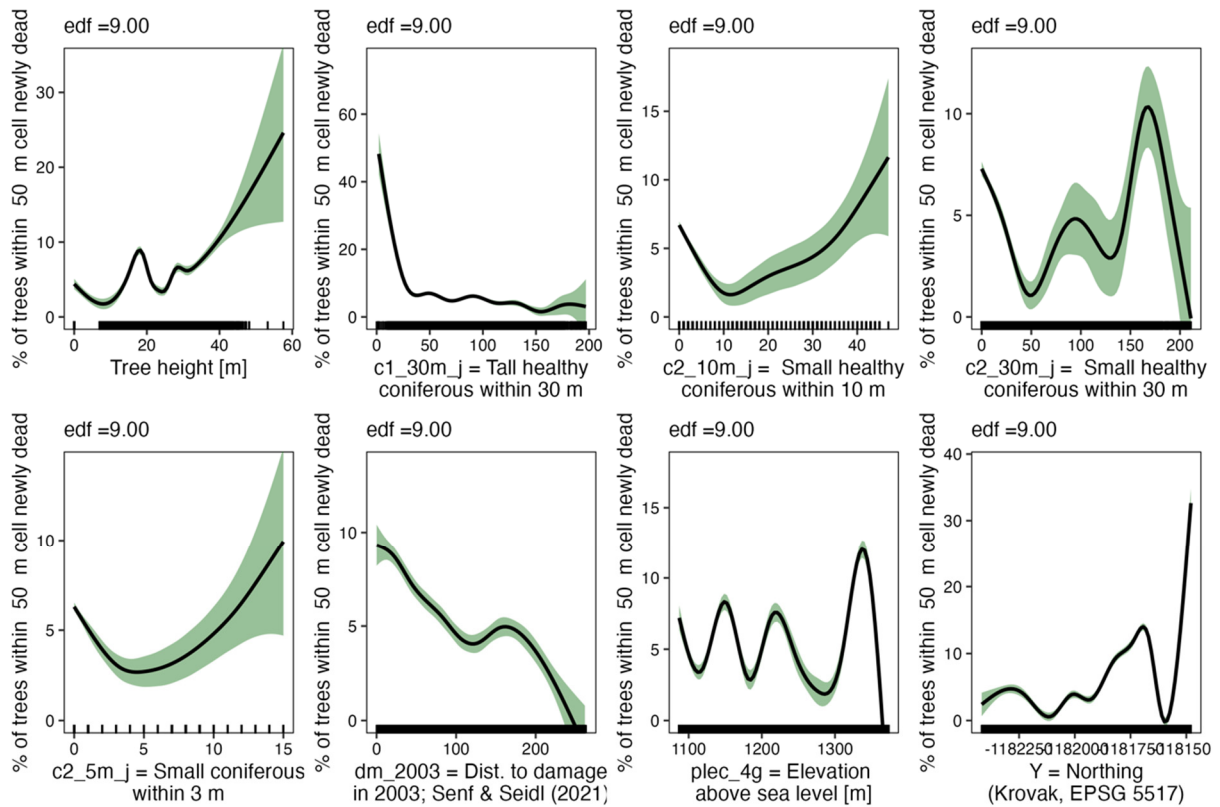 edf =9.00
% of trees within 50 m cell newly dead
0
10
20
30
0
20
40
60
Tree height [m]
edf =9.00
% of trees within 50 m cell newly dead
0
20
40
60
0
50
100
150
200
c1_30m_j = Tall healthy
coniferous within 30 m
edf =9.00
% of trees within 50 m cell newly dead
0
5
10
15
0
10
20
30
40
c2_10m_j = Small healthy
coniferous within 10 m
edf =9.00
% of trees within 50 m cell newly dead
0
5
10
0
50
100
150
200
c2_30m_j = Small healthy
coniferous within 30 m
edf =9.00
% of trees within 50 m cell newly dead
0
5
10
0
5
10
15
c2_5m_j = Small coniferous
within 3 m
edf =9.00
% of trees within 50 m cell newly dead
0
5
10
0
100
200
dm_2003 = Dist. to damage
in 2003; Senf & Seidl (2021)
edf =9.00
% of trees within 50 m cell newly dead
0
5
10
15
1100
1200
1300
plec_4g = Elevation
above sea level [m]
edf =9.00
% of trees within 50 m cell newly dead
0
10
20
30
40
-1182250
-1182000
-1181750
-118150
Y = Northing
(Krovak, EPSG 5517)